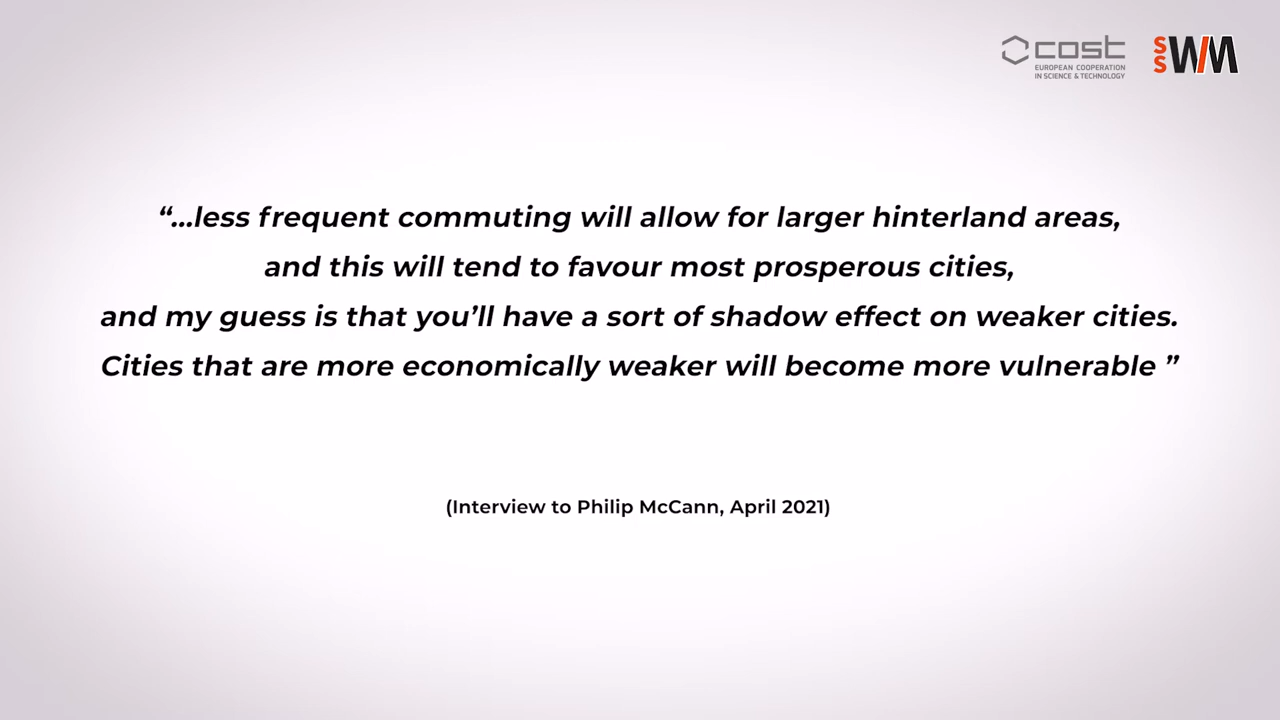 cost
EUROPEAN COOPERATION
IN SCIENCE & TECHNOLOGY
SS WIM
“...less frequent commuting will allow for larger hinterland areas,
and this will tend to favour most prosperous cities,
and my guess is that you’ll have a sort of shadow effect on weaker cities.
Cities that are more economically weaker will become more vulnerable ”
(Interview to Philip McCann, April 2021)